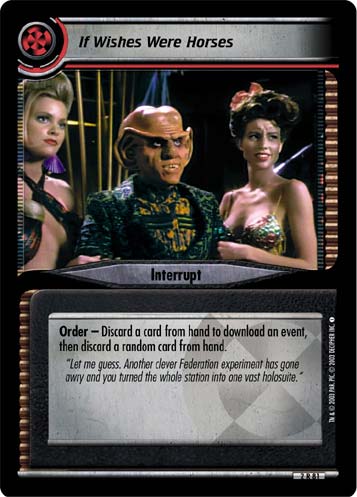 If Wishes Were Horses
Interrupt
Order – Discard a card from hand to download an event,
then discard a random card from hand.
“Let me guess. Another clever Federation experiment has gone
awry and you turned the whole station into one vast holosuite.”
TM & © 2003 PAR. PIC. © 2003 DECIPHER INC.
2 R 81